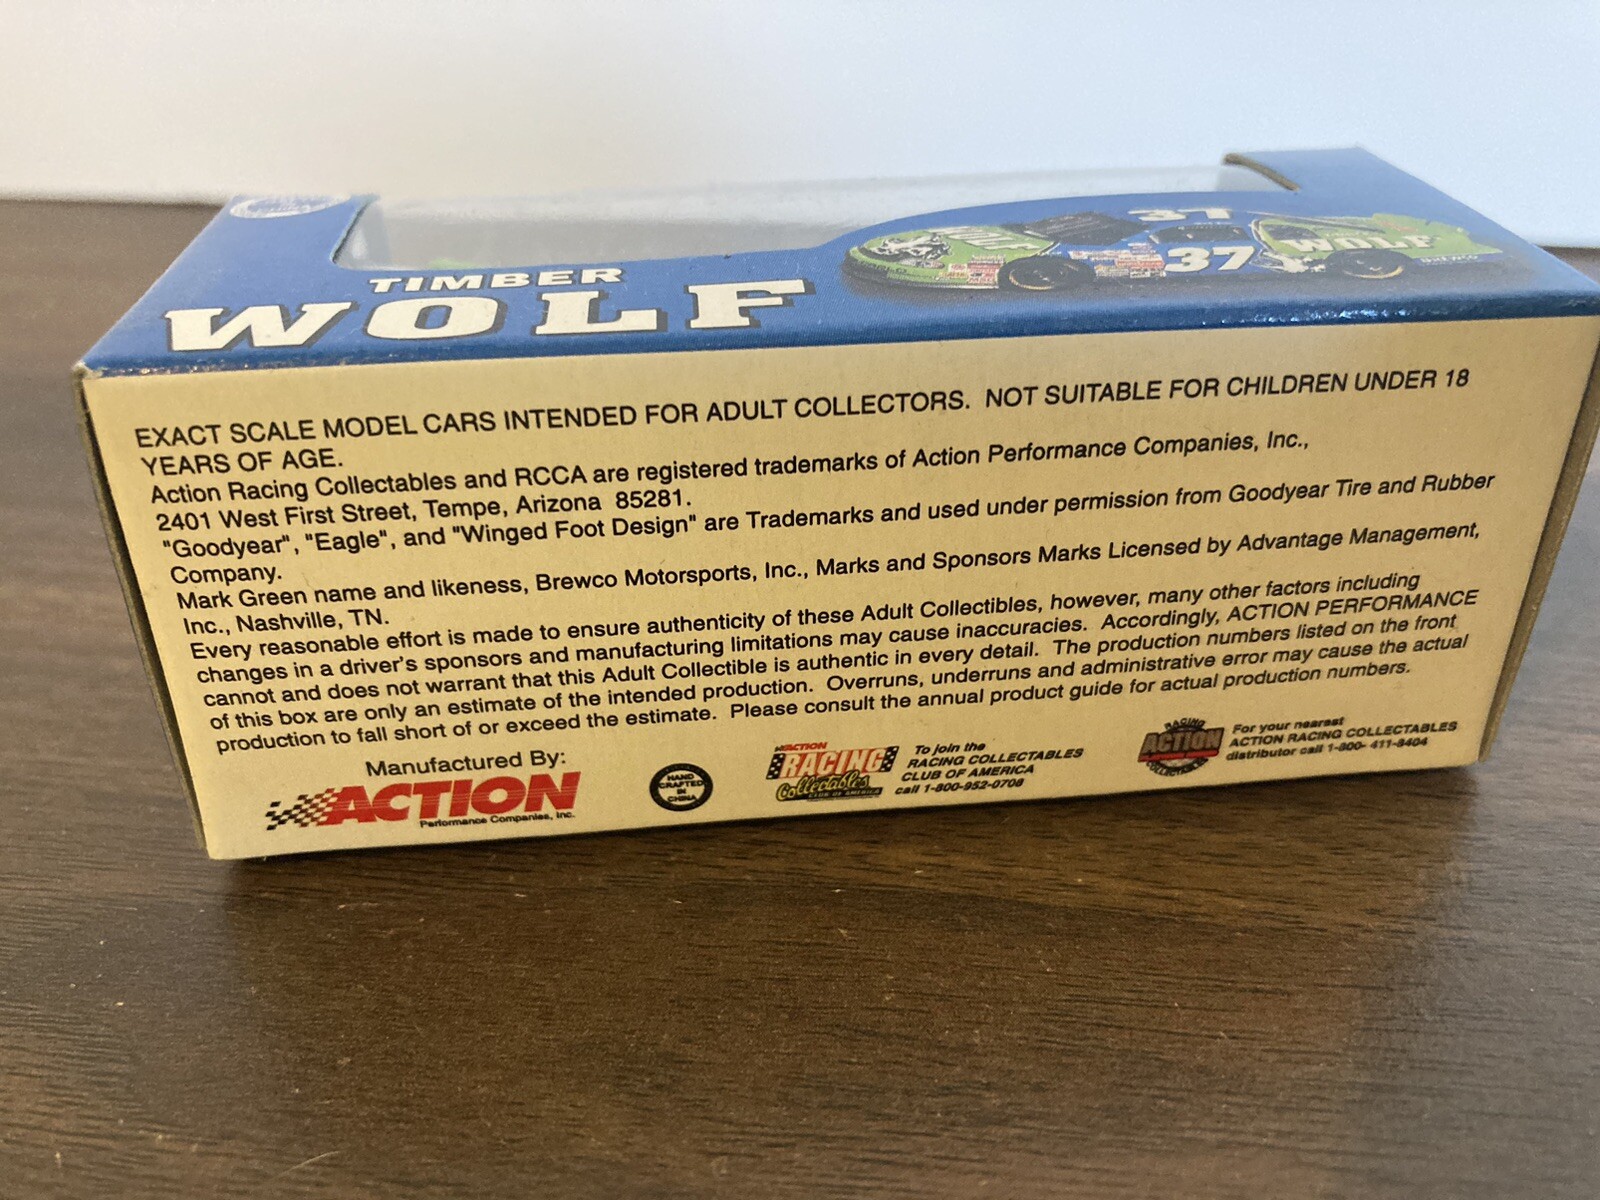 TIMBER
WOLF
37
37
WOLF
WOLF
EXACT SCALE MODEL CARS INTENDED FOR ADULT COLLECTORS. NOT SUITABLE FOR CHILDREN UNDER 18
YEARS OF AGE.
Action Racing Collectables and RCCA are registered trademarks of Action Performance Companies, Inc.,
2401 West First Street, Tempe, Arizona 85281.
"Goodyear", "Eagle", and "Winged Foot Design" are Trademarks and used under permission from Goodyear Tire and Rubber
Company.
Mark Green name and likeness, Brewco Motorsports, Inc., Marks and Sponsors Marks Licensed by Advantage Management,
Inc., Nashville, TN.
Every reasonable effort is made to ensure authenticity of these Adult Collectibles, however, many other factors including
changes in a driver's sponsors and manufacturing limitations may cause inaccuracies. Accordingly, ACTION PERFORMANCE
cannot and does not warrant that this Adult Collectible is authentic in every detail. The production numbers listed on the front
of this box are only an estimate of the intended production. Overruns, underruns and administrative error may cause the actual
production to fall short of or exceed the estimate. Please consult the annual product guide for actual production numbers.
Manufactured By:
ACTION
Performance Companies, Inc.
HAND
CRAFTED
IN
CHINA
ACTION
RACING
Collectables
CLUB OF AMERICA
To join the
RACING COLLECTABLES
CLUB OF AMERICA
call 1-800-952-0708
RACING
ACTION
COLLECTABLES
For your nearest
ACTION RACING COLLECTABLES
distributor call 1-800- 411-8404